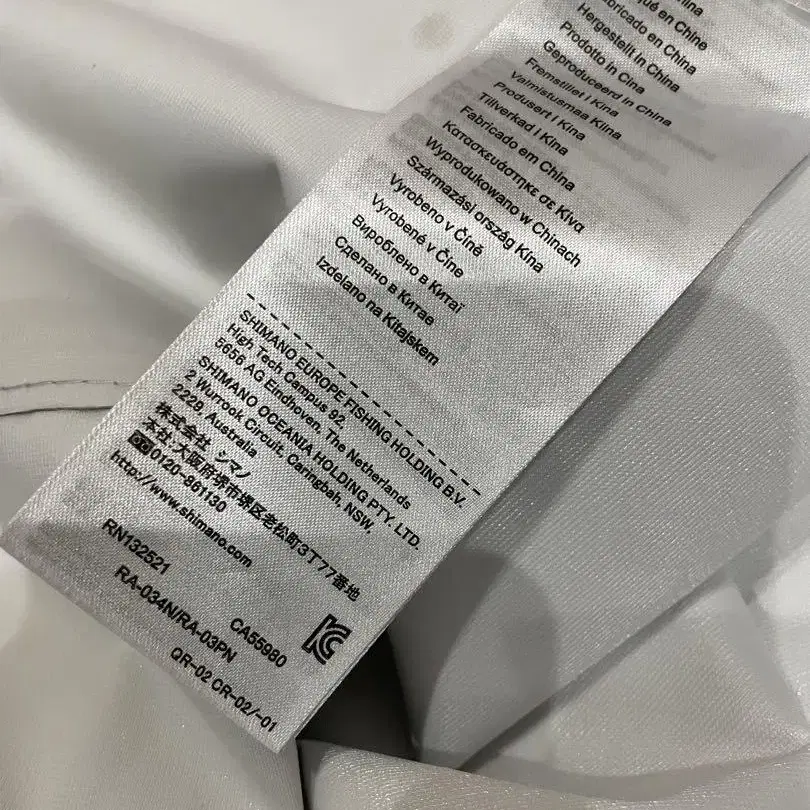 qué en Chine
Fabricado en China
Hergestellt in China
Prodotto in Cina
Geproduceerd in China
Fremstillet i Kina
Valmistusmaa Kiina
Produsert i Kina
Tillverkad i Kina
Fabricado em China
Κατασκευάστηκε σε Κίνα
Wyprodukowano w Chinach
Származási ország Kína
Vyrobeno v Číně
Vyrobené v Číne
Вироблено в Китаї
Сделано в Китае
Izdelano na Kitajskem
SHIMANO EUROPE FISHING HOLDING B.V.
High Tech Campus 92,
5656 AG Eindhoven, The Netherlands
SHIMANO OCEANIA HOLDING PTY. LTD.
2 Wurrook Circuit, Caringbah, NSW,
2229, Australia
株式会社 シマノ
本社:大阪府堺市堺区老松町3丁77番地
0120-861130
http://www.shimano.com
RN132521
CA55980
RA-034N/RA-03PN
QR-02 CR-02/-01